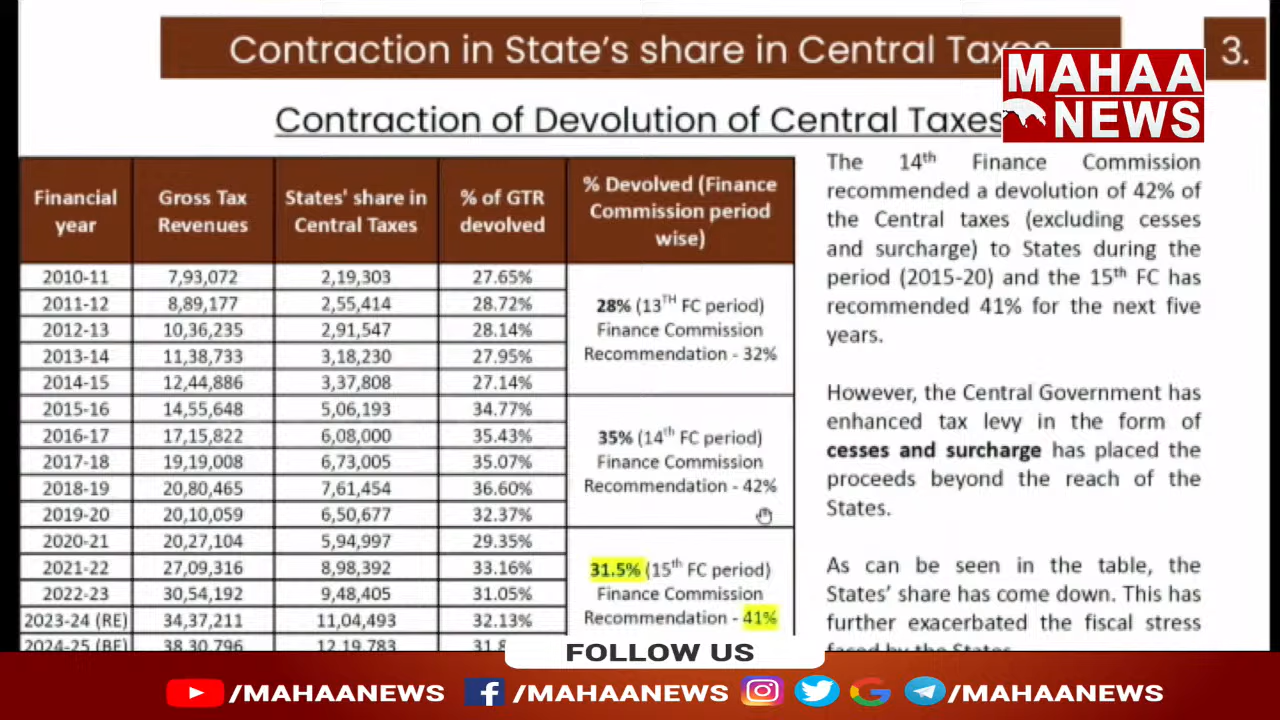 Contraction in State's share in Central Taxes
3.
MAHAA
NEWS
Contraction of Devolution of Central Taxes
Financial year | Gross Tax Revenues | States' share in Central Taxes | % of GTR devolved | % Devolved (Finance Commission period wise)
2010-11 7,93,072 2,19,303 27.65%
2011-12 8,89,177 2,55,414 28.72%
2012-13 10,36,235 2,91,547 28.14%
2013-14 11,38,733 3,18,230 27.95%
2014-15 12,44,886 3,37,808 27.14%
28% (13TH FC period)
Finance Commission
Recommendation - 32%
2015-16 14,55,648 5,06,193 34.77%
2016-17 17,15,822 6,08,000 35.43%
2017-18 19,19,008 6,73,005 35.07%
2018-19 20,80,465 7,61,454 36.60%
2019-20 20,10,059 6,50,677 32.37%
35% (14th FC period)
Finance Commission
Recommendation - 42%
2020-21 20,27,104 5,94,997 29.35%
2021-22 27,09,316 8,98,392 33.16%
2022-23 30,54,192 9,48,405 31.05%
2023-24 (RE) 34,37,211 11,04,493 32.13%
2024-25 (BE) 38,30,796 12,19,783
31.5% (15th FC period)
Finance Commission
Recommendation - 41%
The 14th Finance Commission
recommended a devolution of 42% of
the Central taxes (excluding cesses
and surcharge) to States during the
period (2015-20) and the 15th FC has
recommended 41% for the next five
years.
However, the Central Government has
enhanced tax levy in the form of
cesses and surcharge has placed the
proceeds beyond the reach of the
States.
As can be seen in the table, the
States' share has come down. This has
further exacerbated the fiscal stress
faced by the States.
FOLLOW US
/MAHAANEWS /MAHAANEWS /MAHAANEWS